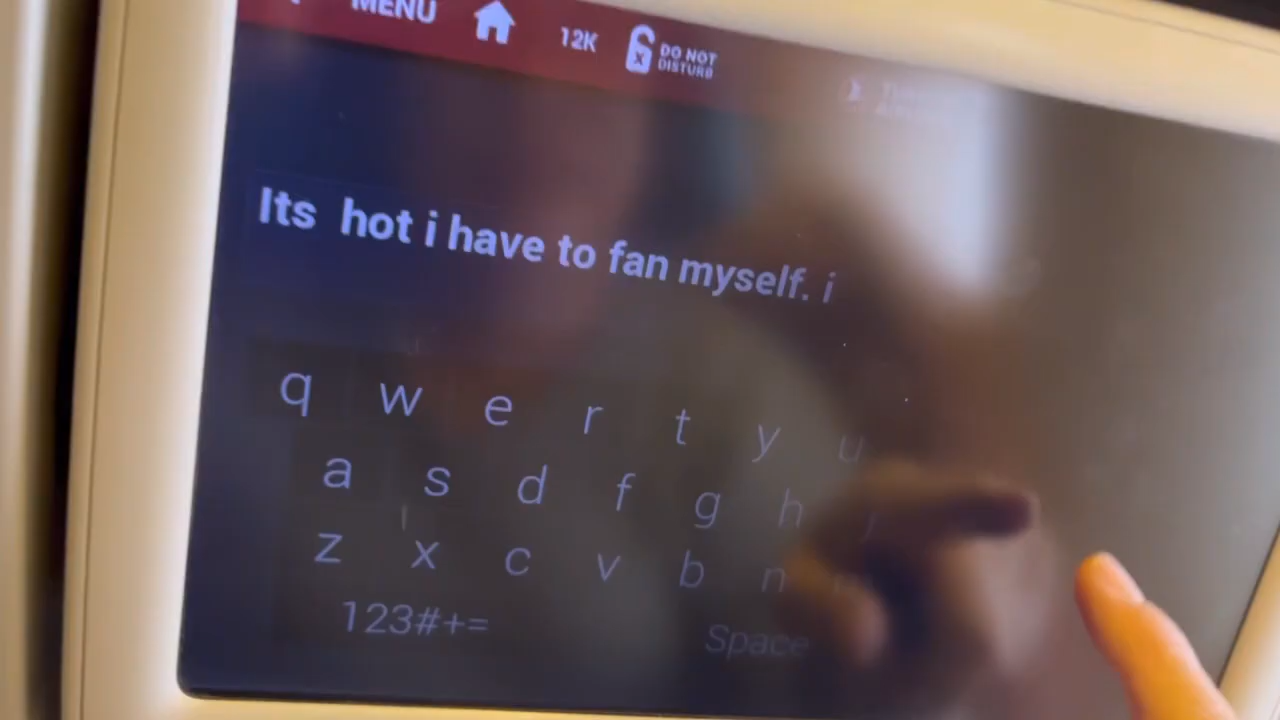 MENU
12K
DO NOT
DISTURB
Its hot i have to fan myself. i
q w e r t y u
a s d f g h j
z x c v b n m
123#+=
Space